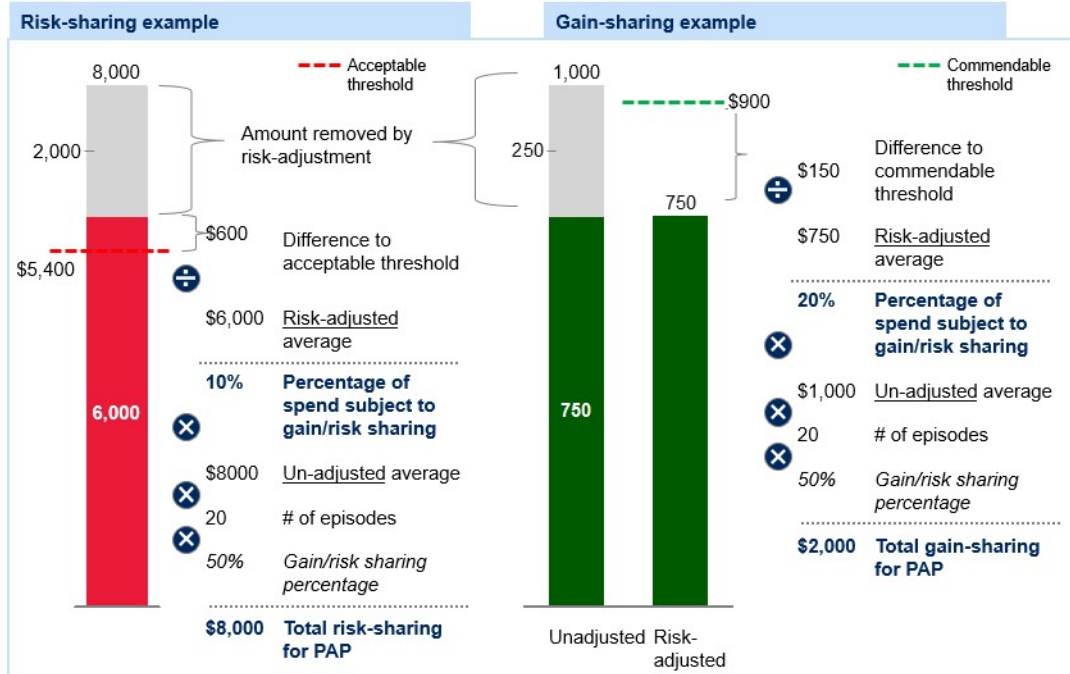 Risk-sharing example
8,000
Acceptable
threshold
2,000
Amount removed by
risk-adjustment
$600
Difference to
acceptable threshold
$5,400
÷
$6,000
Risk-adjusted
average
10%
Percentage of
spend subject to
gain/risk sharing
6,000
×
$8000
Un-adjusted average
×
20
# of episodes
×
50%
Gain/risk sharing
percentage
$8,000
Total risk-sharing
for PAP
Gain-sharing example
1,000
Commendable
threshold
$900
250
$150
Difference to
commendable
threshold
÷
750
$750
Risk-adjusted
average
20%
Percentage of
spend subject to
gain/risk sharing
×
$1,000
Un-adjusted average
750
×
20
# of episodes
×
50%
Gain/risk sharing
percentage
$2,000
Total gain-sharing
for PAP
Unadjusted
Risk-
adjusted